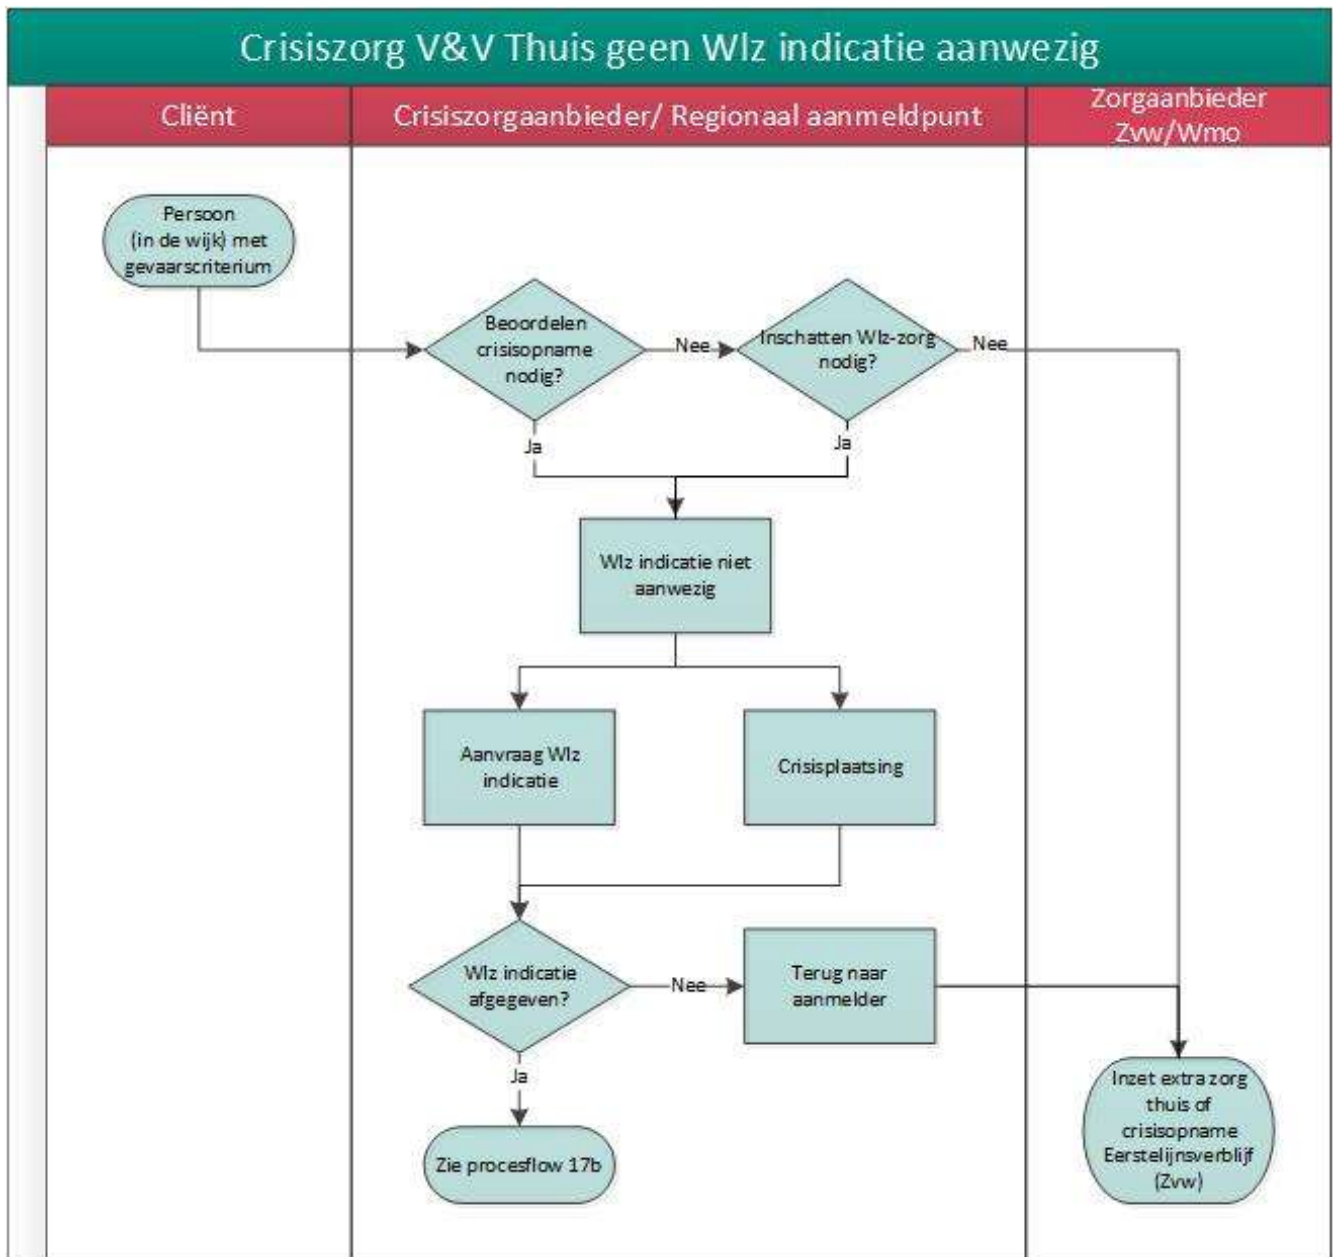 Crisiszorg V&V Thuis geen Wlz indicatie aanwezig
Cliënt
Crisiszorgaanbieder/ Regionaal aanmeldpunt
Zorgaanbieder
Zvw/Wmo
Persoon
(in de wijk) met
gevaarscriterium
Beoordelen
crisisopname
nodig?
Nee
Inschatten Wlz-zorg
nodig?
Nee
Ja
Ja
Wlz indicatie niet
aanwezig
Aanvraag Wlz
indicatie
Crisisplaatsing
Wlz indicatie
afgegeven?
Nee
Terug naar
aanmelder
Ja
Zie procesflow 17b
Inzet extra zorg
thuis of
crisisopname
Eerstelijnsverblijf
(Zvw)